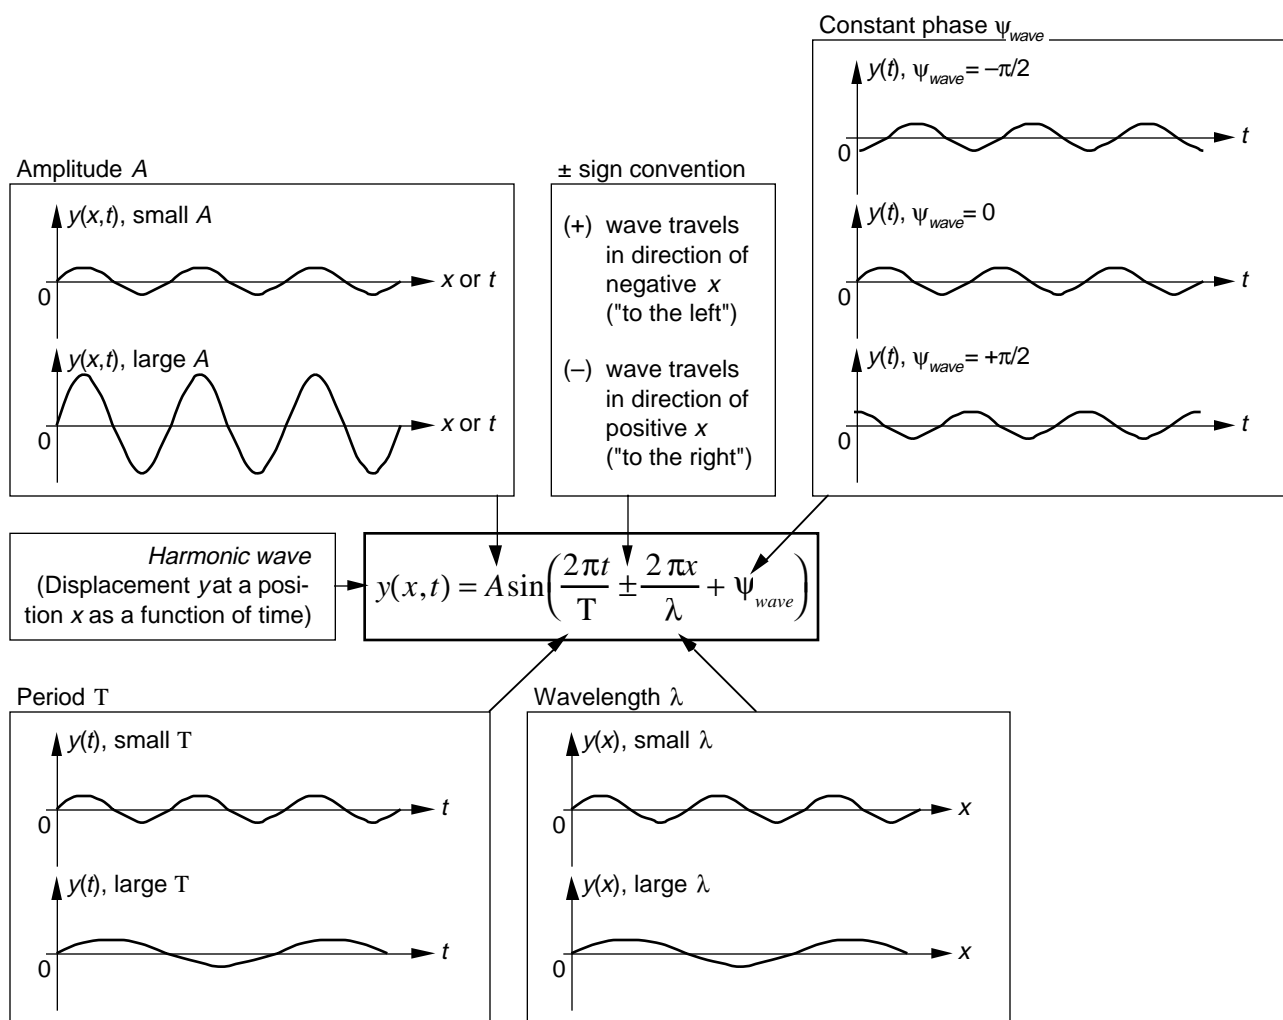 Constant phase Ψwave
y(t), Ψwave = –π/2
t
0
y(t), Ψwave = 0
t
0
y(t), Ψwave = +π/2
t
0
Amplitude A
y(x,t), small A
x or t
0
y(x,t), large A
x or t
0
± sign convention
(+) wave travels
in direction of
negative x
("to the left")
(–) wave travels
in direction of
positive x
("to the right")
Harmonic wave
(Displacement y at a posi-
tion x as a function of time)
y(x,t) = A sin(2πt/T ± 2πx/λ + Ψwave)
Period T
y(t), small T
t
0
y(t), large T
t
0
Wavelength λ
y(x), small λ
x
0
y(x), large λ
x
0